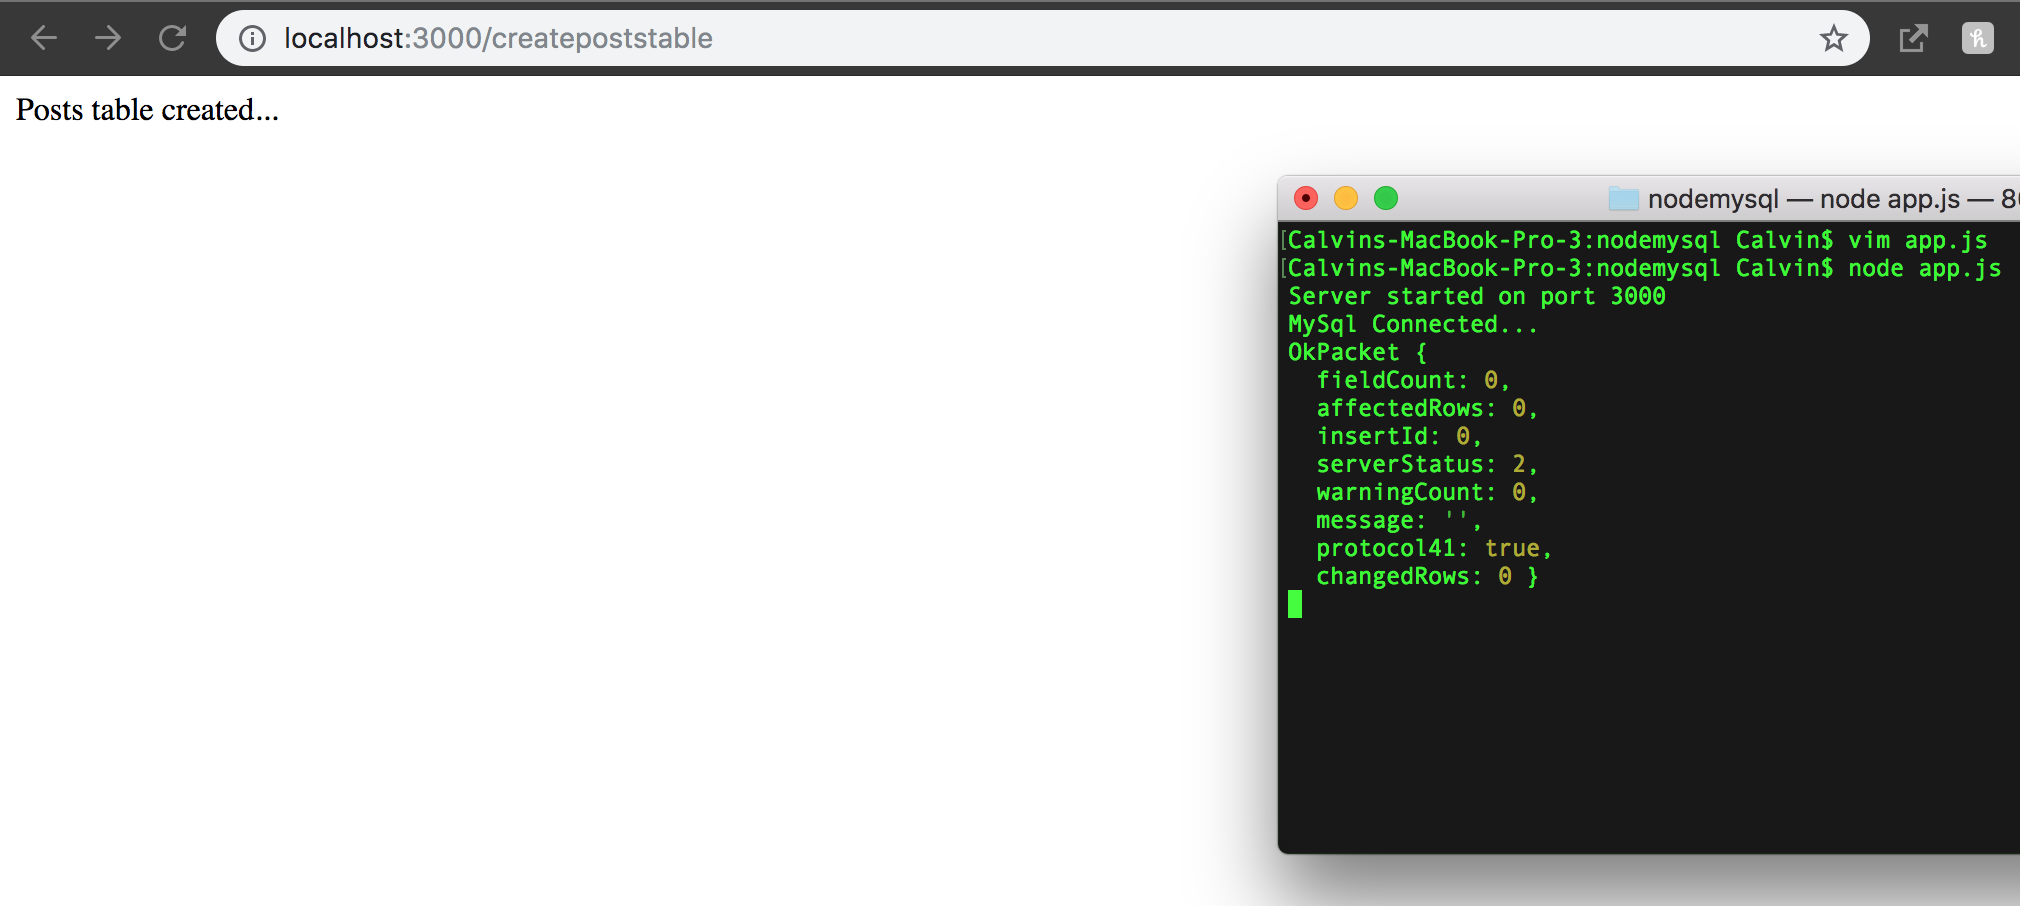 localhost:3000/createpoststable
Posts table created...
nodemysql — node app.js — 8
[Calvins-MacBook-Pro-3:nodemysql Calvin$ vim app.js
[Calvins-MacBook-Pro-3:nodemysql Calvin$ node app.js
Server started on port 3000
MySql Connected...
OkPacket {
  fieldCount: 0,
  affectedRows: 0,
  insertId: 0,
  serverStatus: 2,
  warningCount: 0,
  message: '',
  protocol41: true,
  changedRows: 0 }